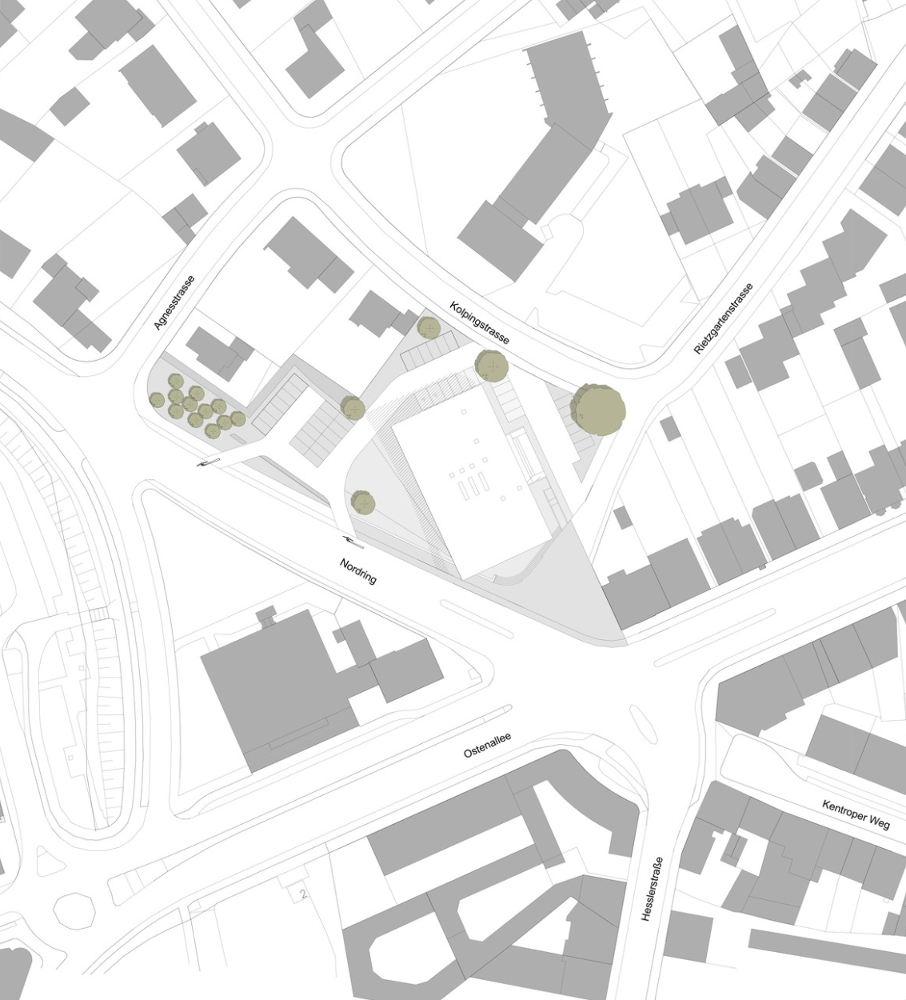 Agnesstrasse
Kolpingstrasse
Rietzgartenstrasse
Nordring
Ostenallee
Kentroper Weg
Hesslerstraße
2